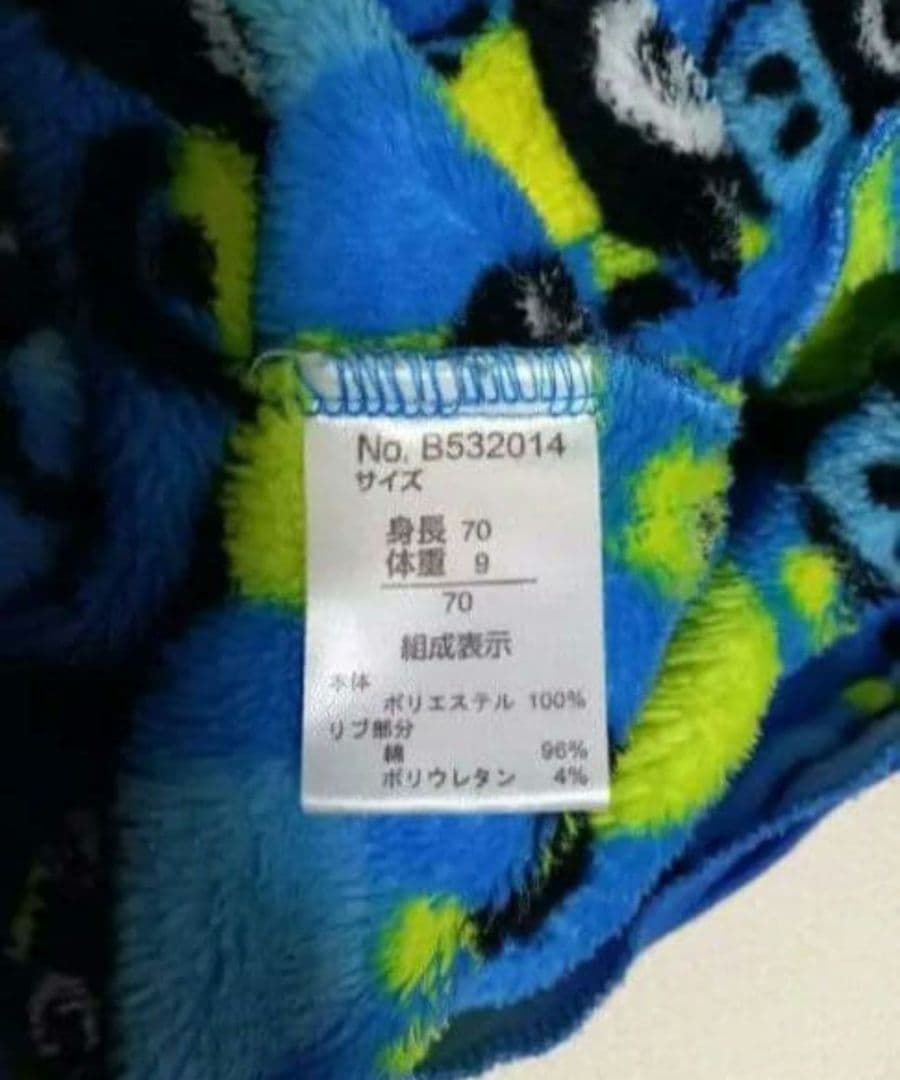 No. B532014
サイズ
身長 70
体重 9
70
組成表示
本体
ポリエステル 100%
リブ部分
綿 96%
ポリウレタン 4%